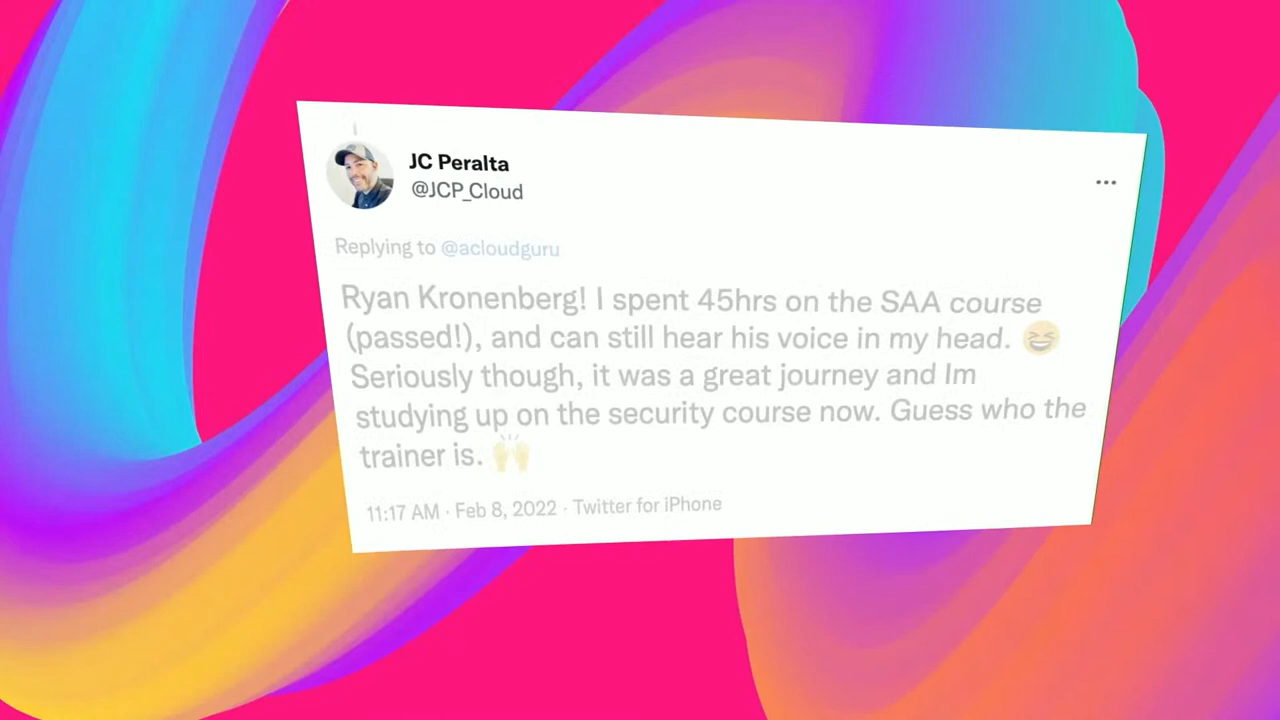 JC Peralta
@JCP_Cloud
Replying to @acloudguru
Ryan Kronenberg! I spent 45hrs on the SAA course
(passed!), and can still hear his voice in my head. 😆
Seriously though, it was a great journey and Im
studying up on the security course now. Guess who the
trainer is. 🙌
11:17 AM · Feb 8, 2022 · Twitter for iPhone